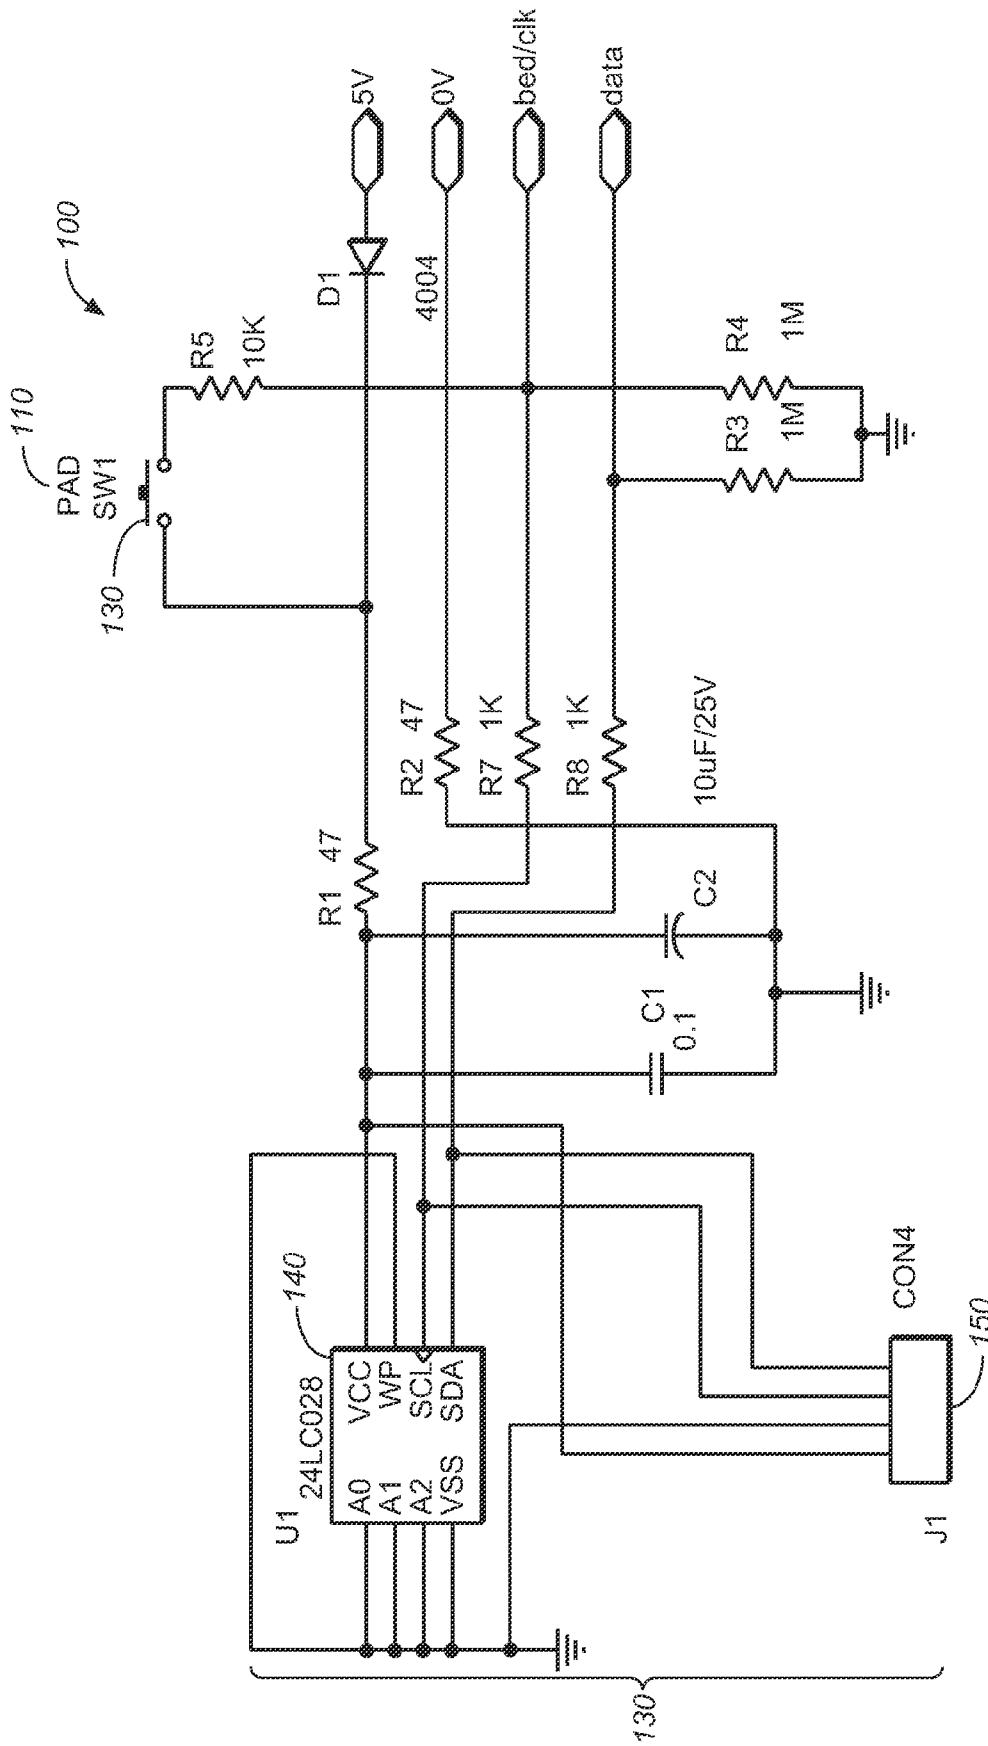 100
PAD 110
SW1
130
R5
10K
D1
4004
5V
0V
bed/clk
data
R4
1M
R3
1M
R2 47
R7 1K
R8 1K
R1 47
10uF/25V
C2
C1
0.1
U1
24LC028
140
A0 VCC
A1 WP
A2 SCL
VSS SDA
CON4
J1
150
130